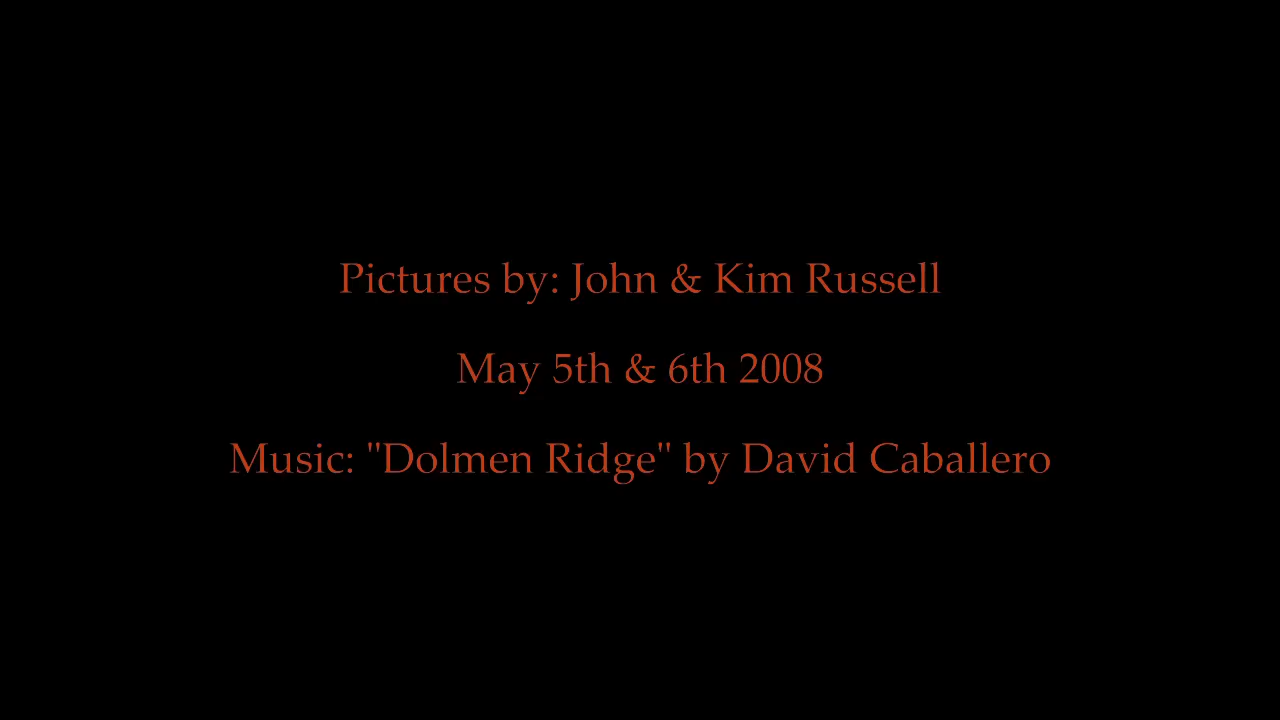 Pictures by: John & Kim Russell
May 5th & 6th 2008
Music: "Dolmen Ridge" by David Caballero